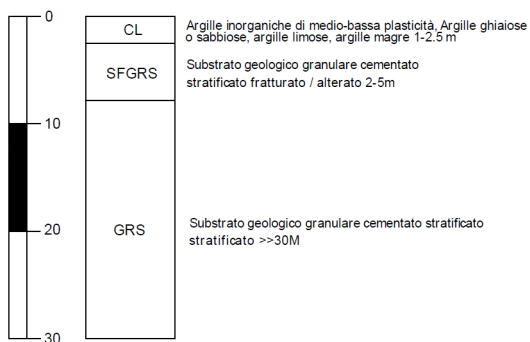 0
CL
Argille inorganiche di medio-bassa plasticità, Argille ghiaiose
o sabbiose, argille limose, argille magre 1-2.5 m
SFGRS
Substrato geologico granulare cementato
stratificato fratturato / alterato 2-5m
10
20
GRS
Substrato geologico granulare cementato stratificato
stratificato >>30M
30